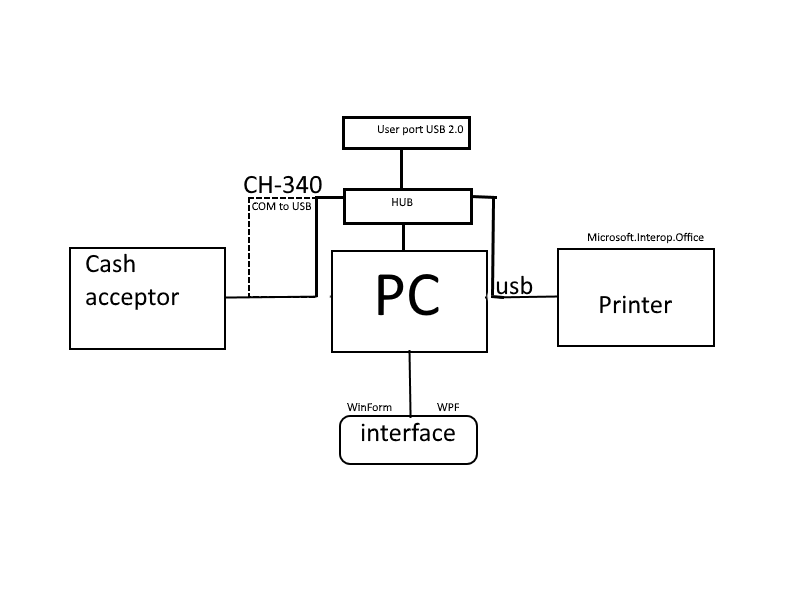 User port USB 2.0
CH-340
COM to USB
HUB
Microsoft.Interop.Office
Cash
acceptor
PC
usb
Printer
WinForm
WPF
interface